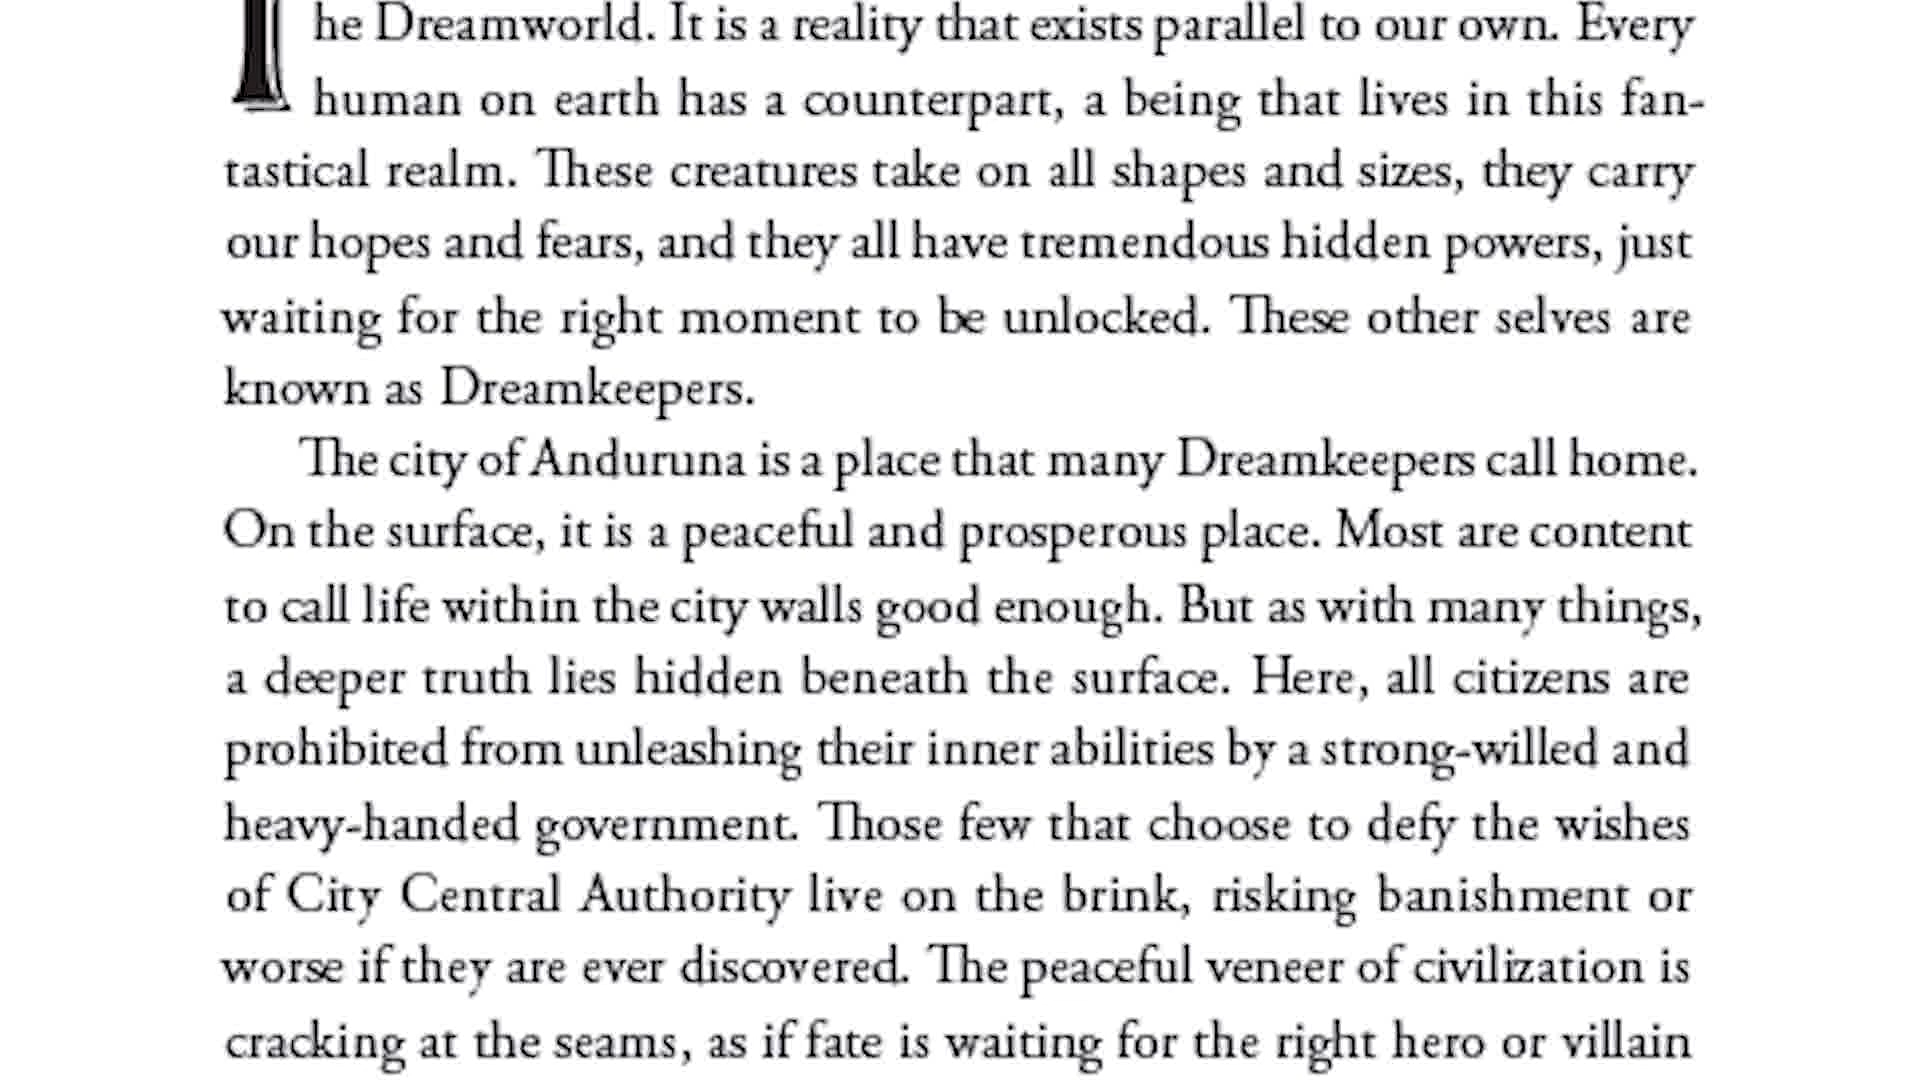 The Dreamworld. It is a reality that exists parallel to our own. Every
human on earth has a counterpart, a being that lives in this fan-
tastical realm. These creatures take on all shapes and sizes, they carry
our hopes and fears, and they all have tremendous hidden powers, just
waiting for the right moment to be unlocked. These other selves are
known as Dreamkeepers.
The city of Anduruna is a place that many Dreamkeepers call home.
On the surface, it is a peaceful and prosperous place. Most are content
to call life within the city walls good enough. But as with many things,
a deeper truth lies hidden beneath the surface. Here, all citizens are
prohibited from unleashing their inner abilities by a strong-willed and
heavy-handed government. Those few that choose to defy the wishes
of City Central Authority live on the brink, risking banishment or
worse if they are ever discovered. The peaceful veneer of civilization is
cracking at the seams, as if fate is waiting for the right hero or villain